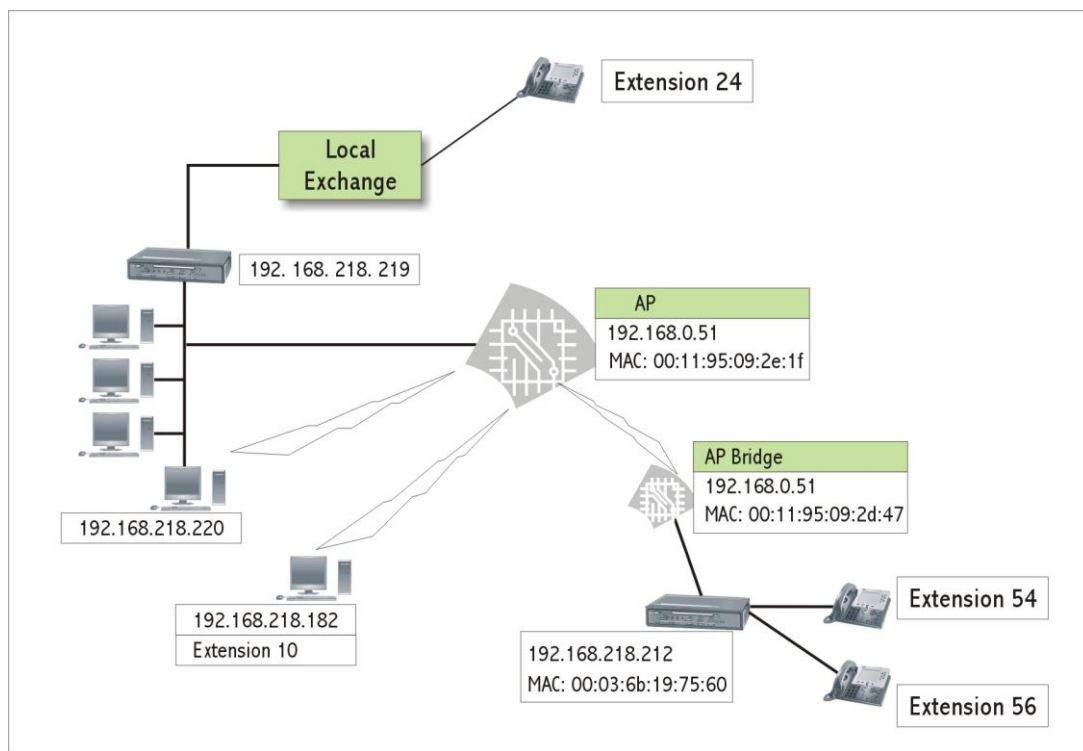 Extension 24
Local
Exchange
192. 168. 218. 219
AP
192.168.0.51
MAC: 00:11:95:09:2e:1f
AP Bridge
192.168.0.51
MAC: 00:11:95:09:2d:47
192.168.218.220
192.168.218.182
Extension 10
Extension 54
192.168.218.212
MAC: 00:03:6b:19:75:60
Extension 56